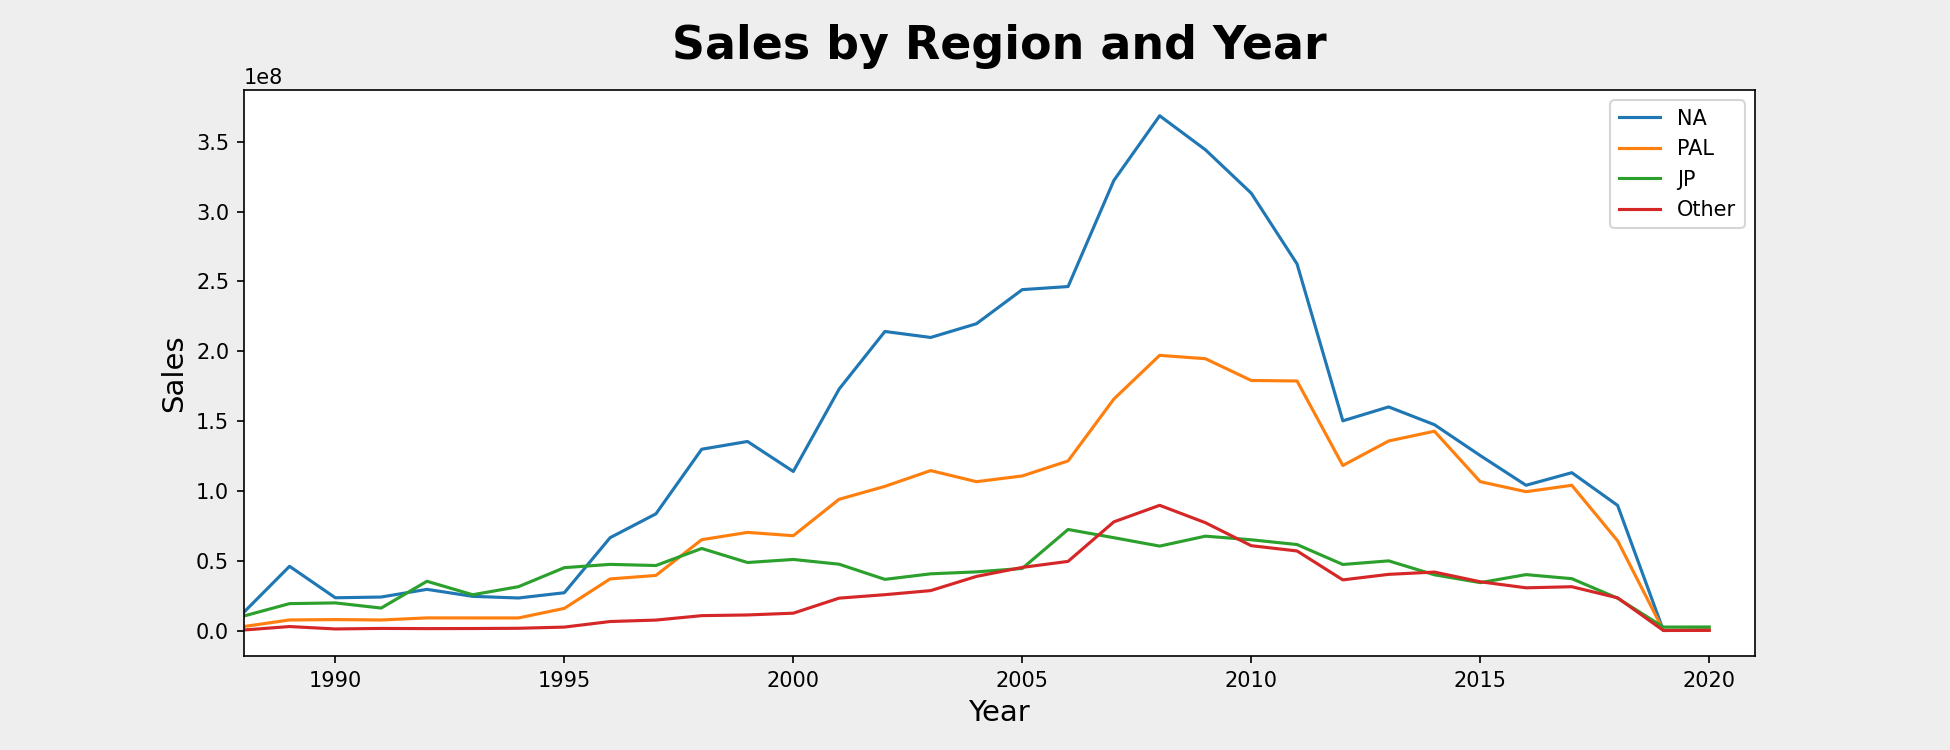 Sales by Region and Year
1e8
3.5
3.0
2.5
2.0
1.5
1.0
0.5
0.0
Sales
1990 1995 2000 2005 2010 2015 2020
Year
NA
PAL
JP
Other